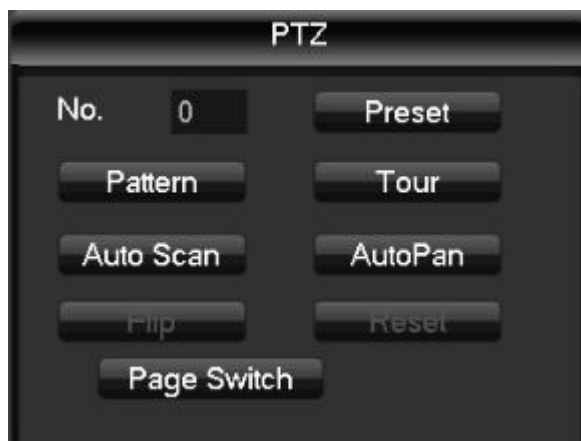 PTZ
No. 0 Preset
Pattern Tour
Auto Scan AutoPan
Flip Reset
Page Switch